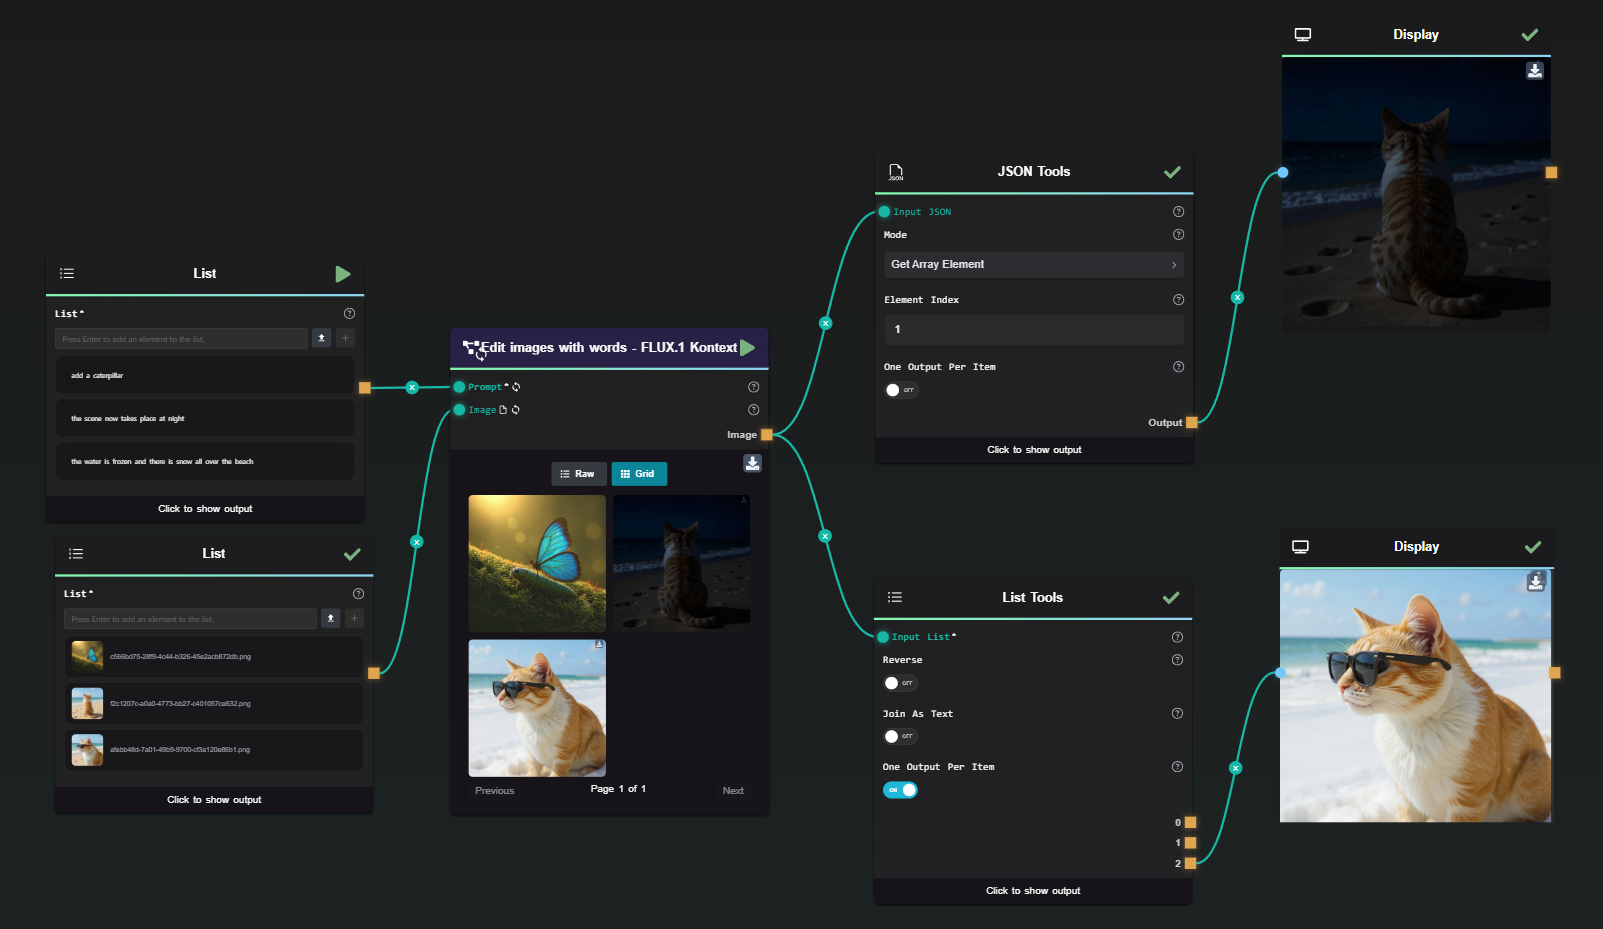 List
List*
Press Enter to add an element to the list.
add a caterpillar
the scene now takes place at night
the water is frozen and there is snow all over the beach
Click to show output
List
List*
Press Enter to add an element to the list.
c566bd75-28f9-4c44-b326-45e2acb872db.png
f2c1207c-a0a0-4773-bb27-c401057ce632.png
afebb48d-7a01-49b9-9700-cf3a120e86b1.png
Click to show output
Edit images with words - FLUX.1 Kontext
Prompt*
Image
Image
Raw
Grid
Previous
Page 1 of 1
Next
JSON
JSON Tools
Input JSON
Mode
Get Array Element
Element Index
1
One Output Per Item
OFF
Output
Click to show output
List Tools
Input List*
Reverse
OFF
Join As Text
OFF
One Output Per Item
ON
0
1
2
Click to show output
Display
Display